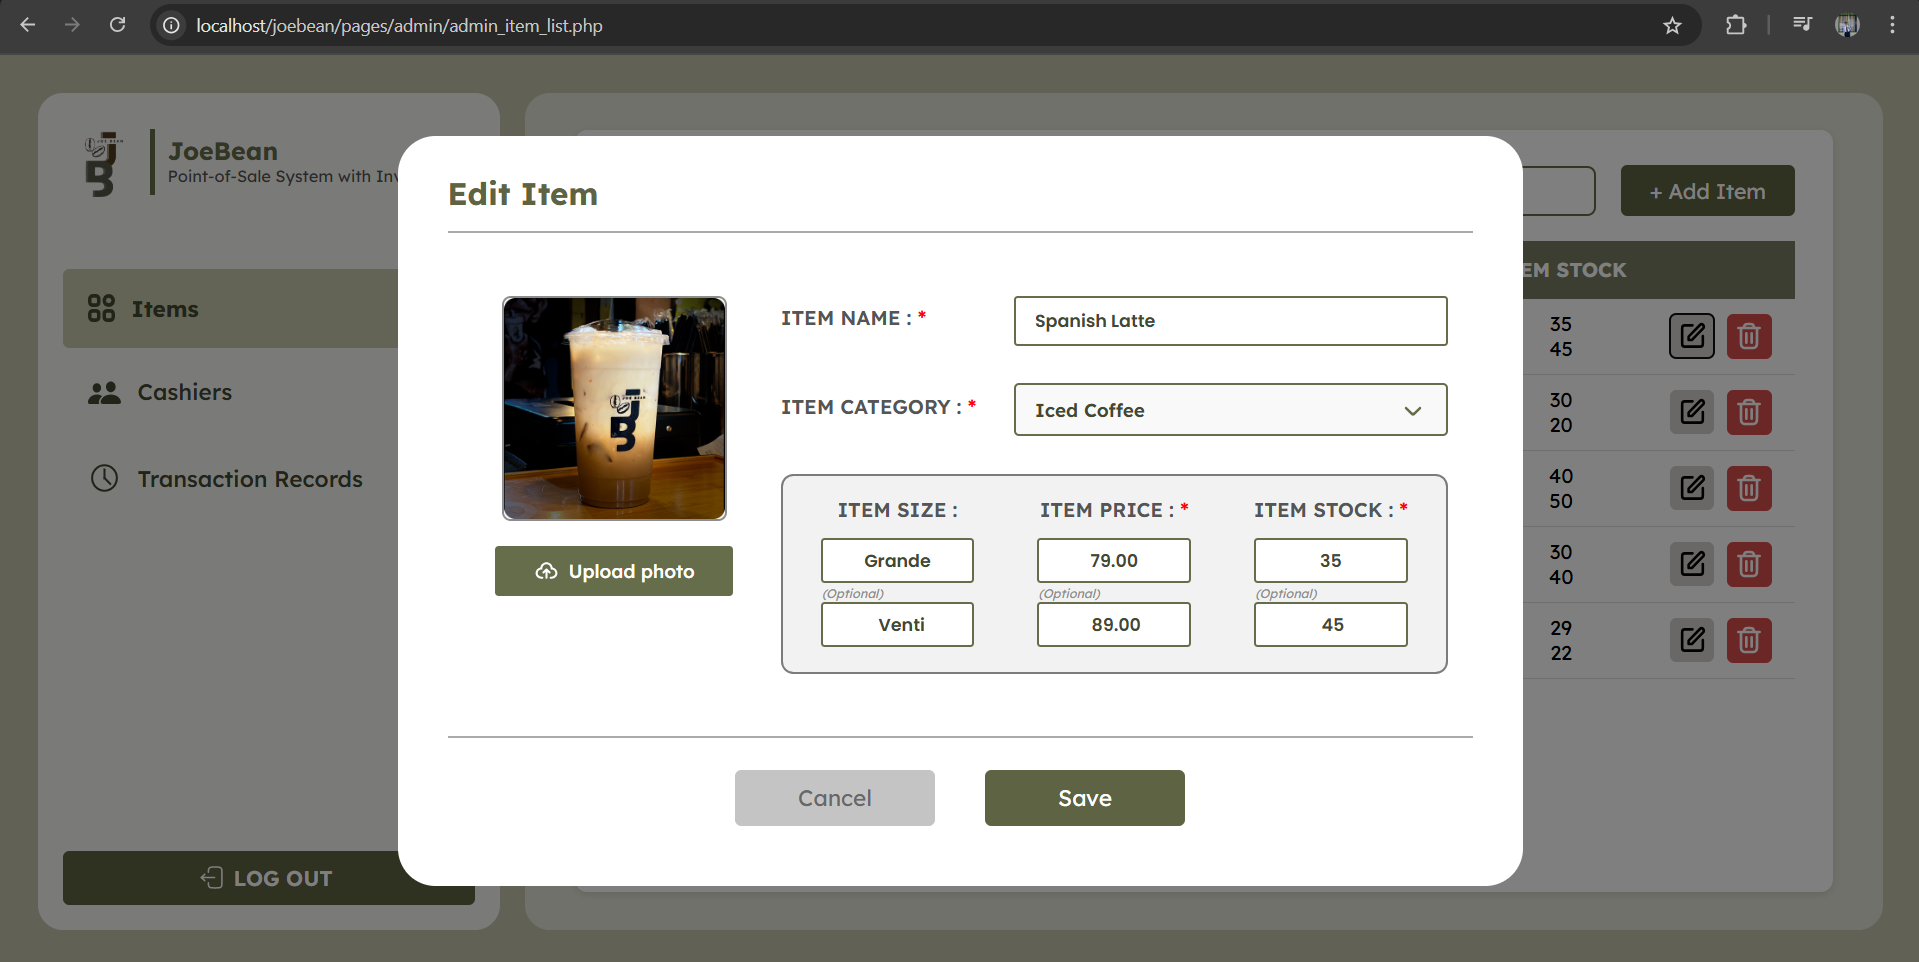 localhost/joebean/pages/admin/admin_item_list.php
JoeBean
Point-of-Sale System with Inv
+ Add Item
EM STOCK
Items
Cashiers
Transaction Records
LOG OUT
35
45
30
20
40
50
30
40
29
22
Edit Item
JOE BEAN
JB
Upload photo
ITEM NAME : *
Spanish Latte
ITEM CATEGORY : *
Iced Coffee
ITEM SIZE :
ITEM PRICE : *
ITEM STOCK : *
Grande
79.00
35
(Optional)
(Optional)
(Optional)
Venti
89.00
45
Cancel
Save